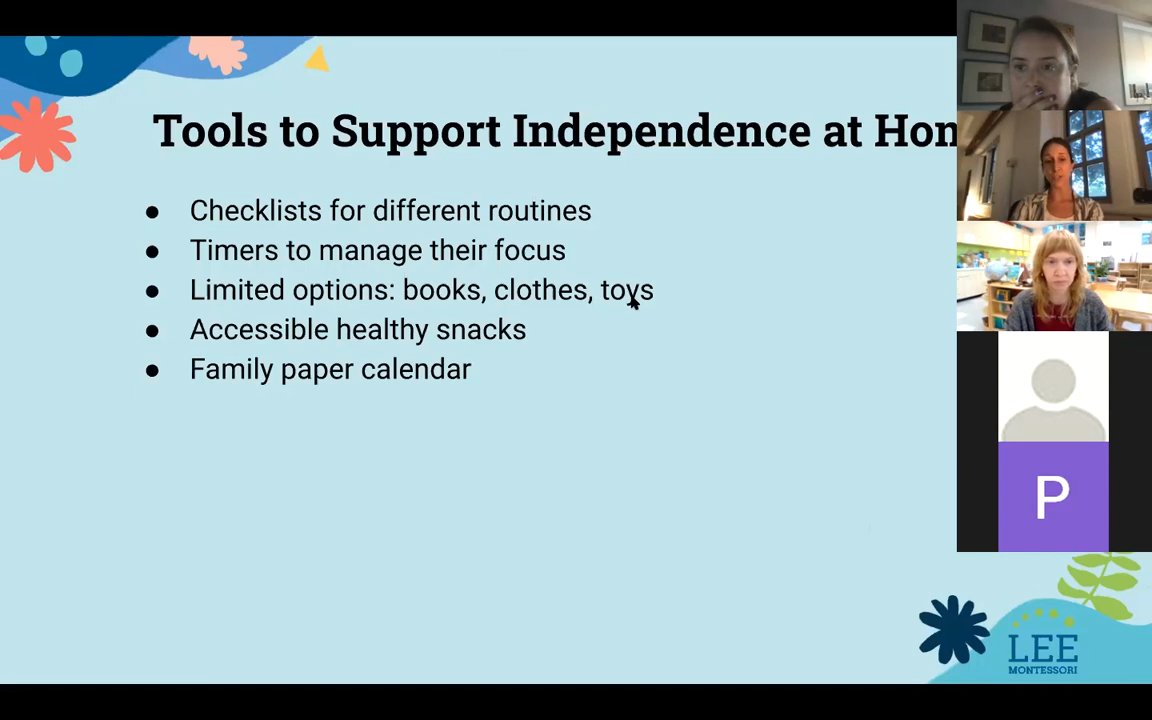 Tools to Support Independence at Hon
● Checklists for different routines
● Timers to manage their focus
● Limited options: books, clothes, toys
● Accessible healthy snacks
● Family paper calendar
P
LEE
MONTESSORI